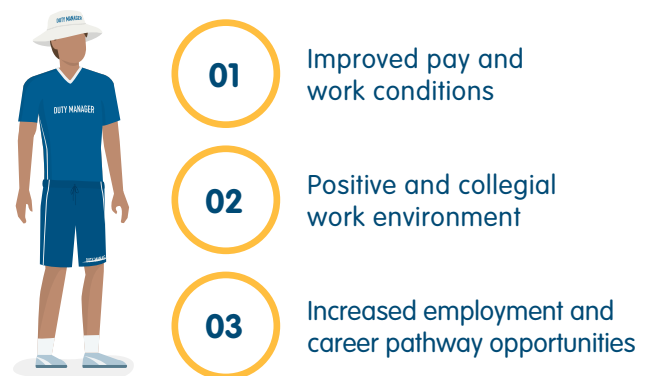 DUTY MANAGER
DUTY MANAGER
01
Improved pay and
work conditions
02
Positive and collegial
work environment
03
Increased employment and
career pathway opportunities